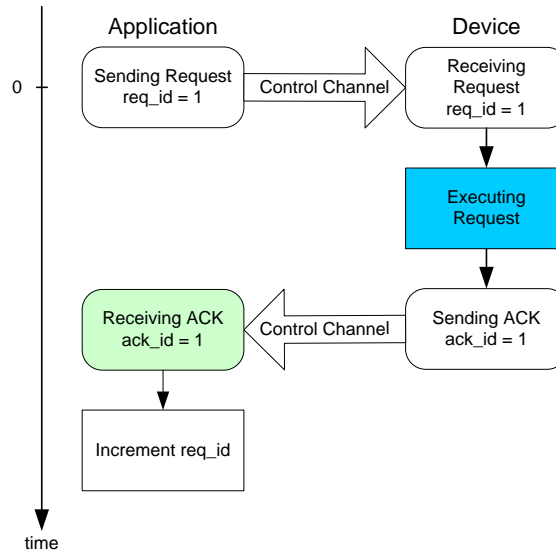 Application
Device
0
Sending Request
req_id = 1
Control Channel
Receiving
Request
req_id = 1
Executing
Request
Receiving ACK
ack_id = 1
Control Channel
Sending ACK
ack_id = 1
Increment req_id
time